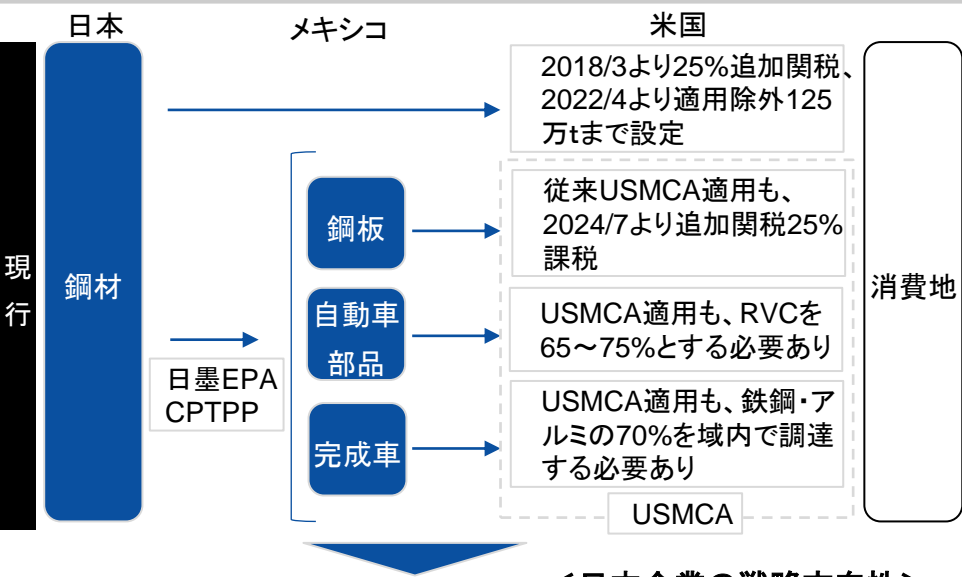 日本
メキシコ
米国
現
行
鋼材
2018/3より25%追加関税、
2022/4より適用除外125
万tまで設定
鋼板
従来USMCA適用も、
2024/7より追加関税25%
課税
自動車
部品
USMCA適用も、RVCを
65～75%とする必要あり
日墨EPA
CPTPP
完成車
USMCA適用も、鉄鋼・ア
ルミの70%を域内で調達
する必要あり
USMCA
消費地